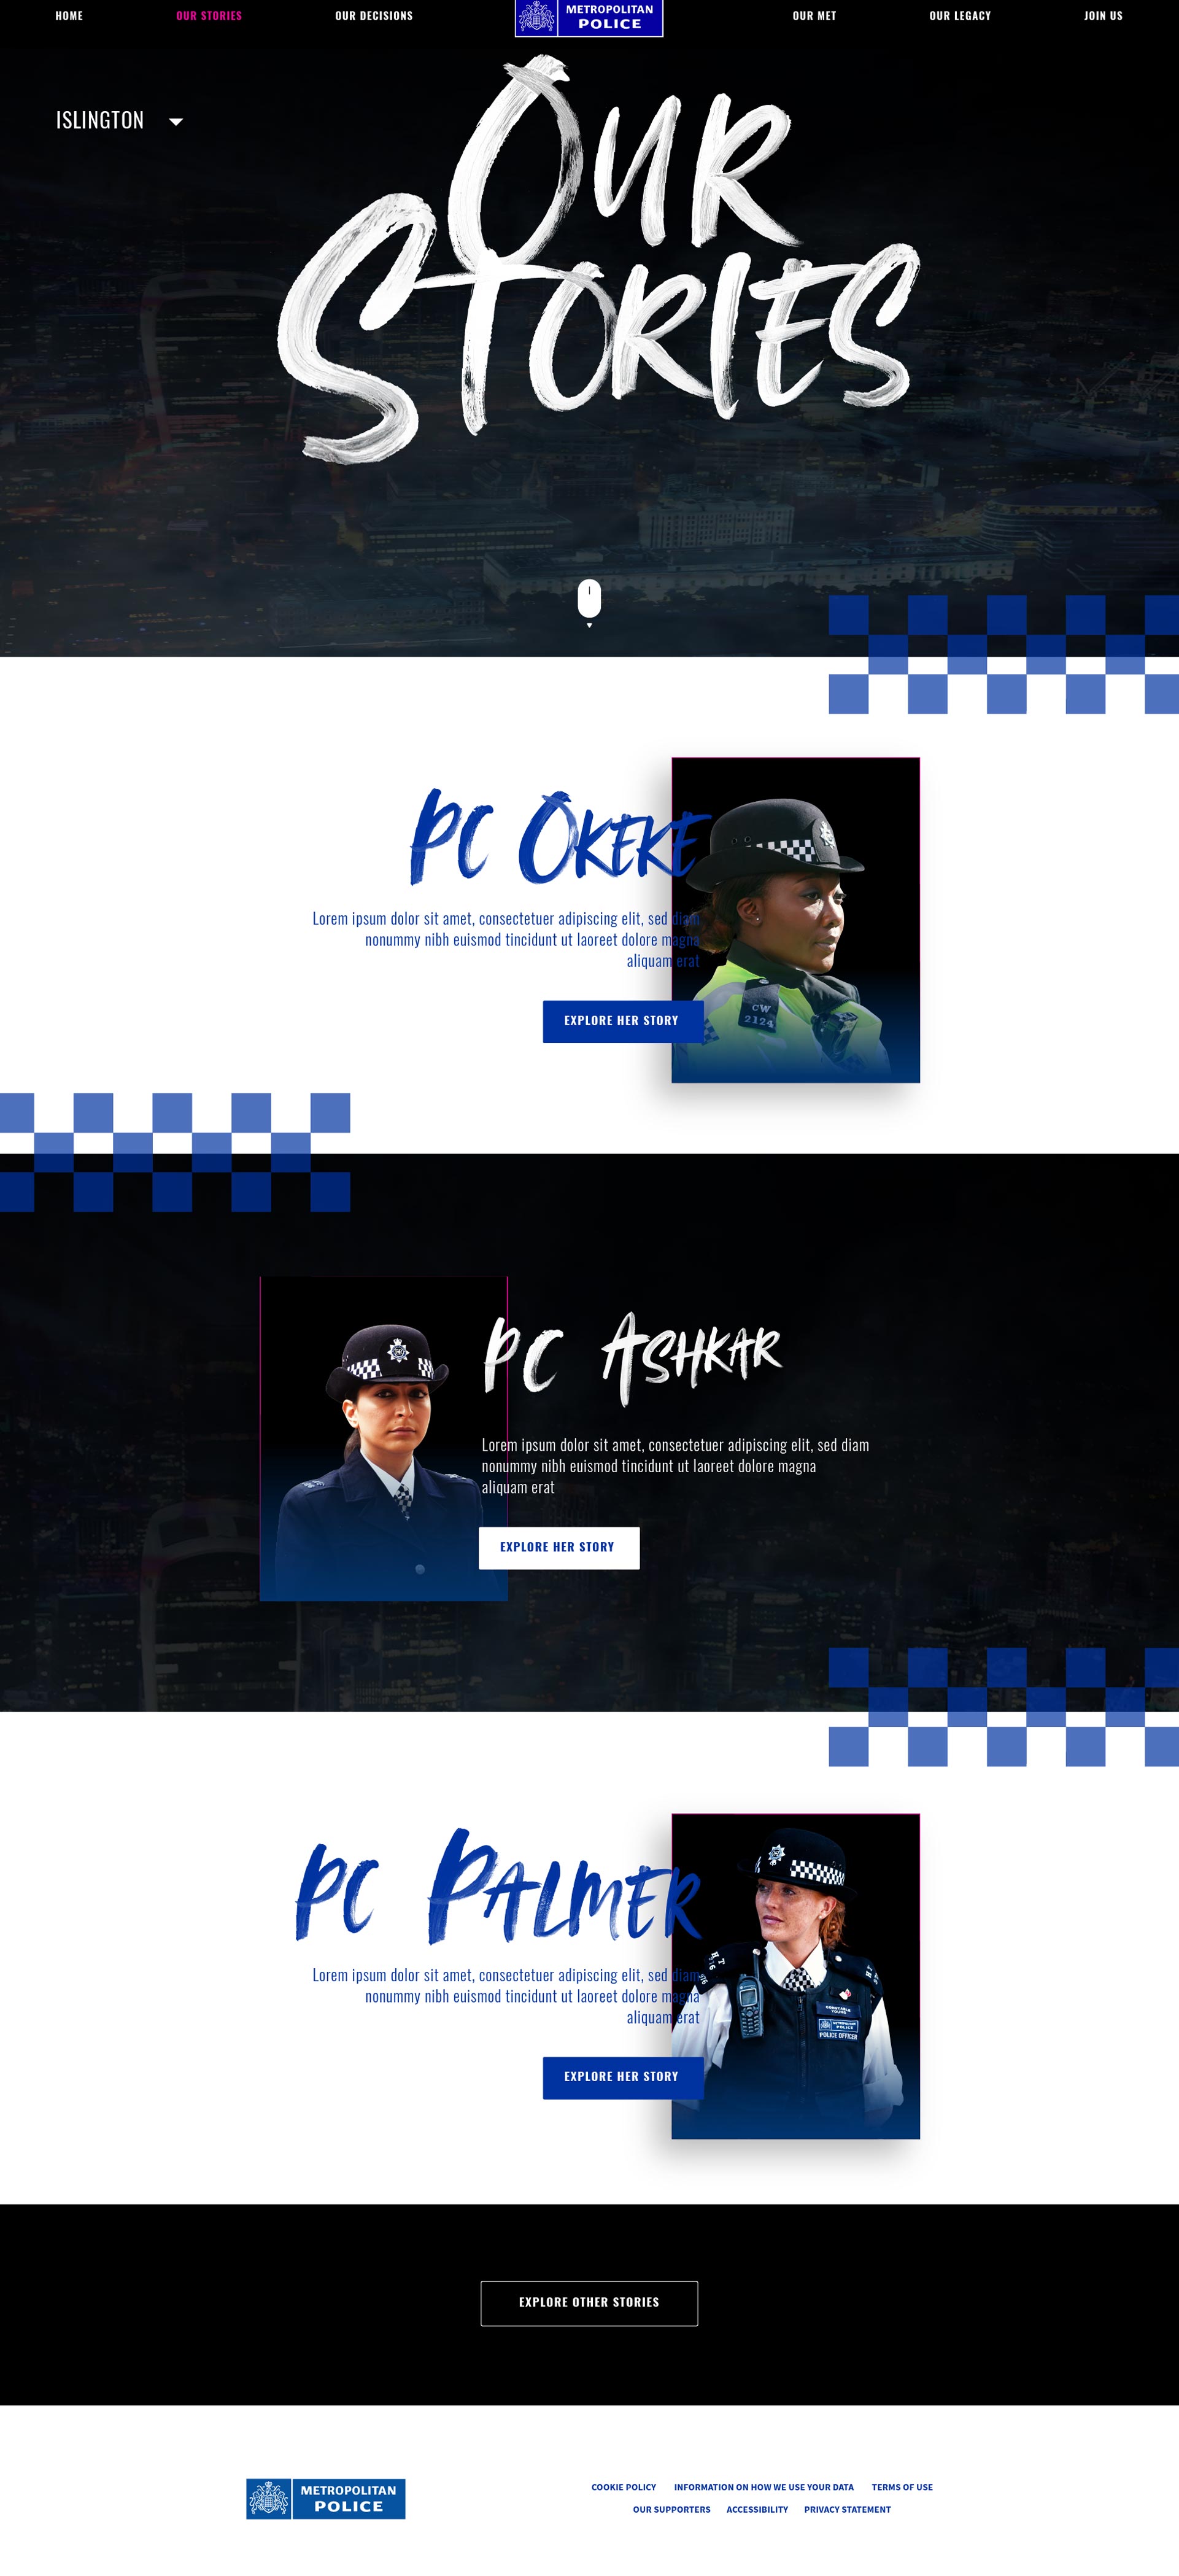 HOME OUR STORIES OUR DECISIONS METROPOLITAN POLICE OUR MET OUR LEGACY JOIN US
ISLINGTON
OUR
STORIES
PC OKEKE
Lorem ipsum dolor sit amet, consectetuer adipiscing elit, sed diam
nonummy nibh euismod tincidunt ut laoreet dolore magna
aliquam erat
EXPLORE HER STORY
CW
2124
PC ASHKAR
Lorem ipsum dolor sit amet, consectetuer adipiscing elit, sed diam
nonummy nibh euismod tincidunt ut laoreet dolore magna
aliquam erat
EXPLORE HER STORY
PC PALMER
Lorem ipsum dolor sit amet, consectetuer adipiscing elit, sed diam
nonummy nibh euismod tincidunt ut laoreet dolore magna
aliquam erat
EXPLORE HER STORY
HT
HT
CONSTABLE
YOUNG
METROPOLITAN
POLICE
POLICE OFFICER
EXPLORE OTHER STORIES
METROPOLITAN
POLICE
COOKIE POLICY INFORMATION ON HOW WE USE YOUR DATA TERMS OF USE
OUR SUPPORTERS ACCESSIBILITY PRIVACY STATEMENT